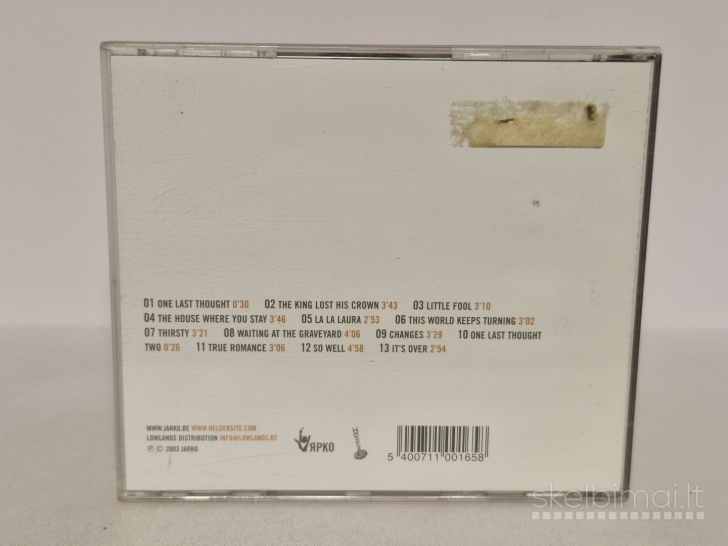 01 ONE LAST THOUGHT 0'30 02 THE KING LOST HIS CROWN 3'43 03 LITTLE FOOL 3'10
04 THE HOUSE WHERE YOU STAY 3'46 05 LA LA LAURA 2'53 06 THIS WORLD KEEPS TURNING 3'02
07 THIRSTY 3'21 08 WAITING AT THE GRAVEYARD 4'06 09 CHANGES 3'29 10 ONE LAST THOUGHT
TWO 0'26 11 TRUE ROMANCE 3'06 12 SO WELL 4'58 13 IT'S OVER 2'54
WWW.JARKO.BE WWW.HELDERSITE.COM
LOWLANDS DISTRIBUTION INFO@LOWLANDS.BE
℗ © 2003 JARKO
ЯPKO
5 400711 001658
skelbimai.lt